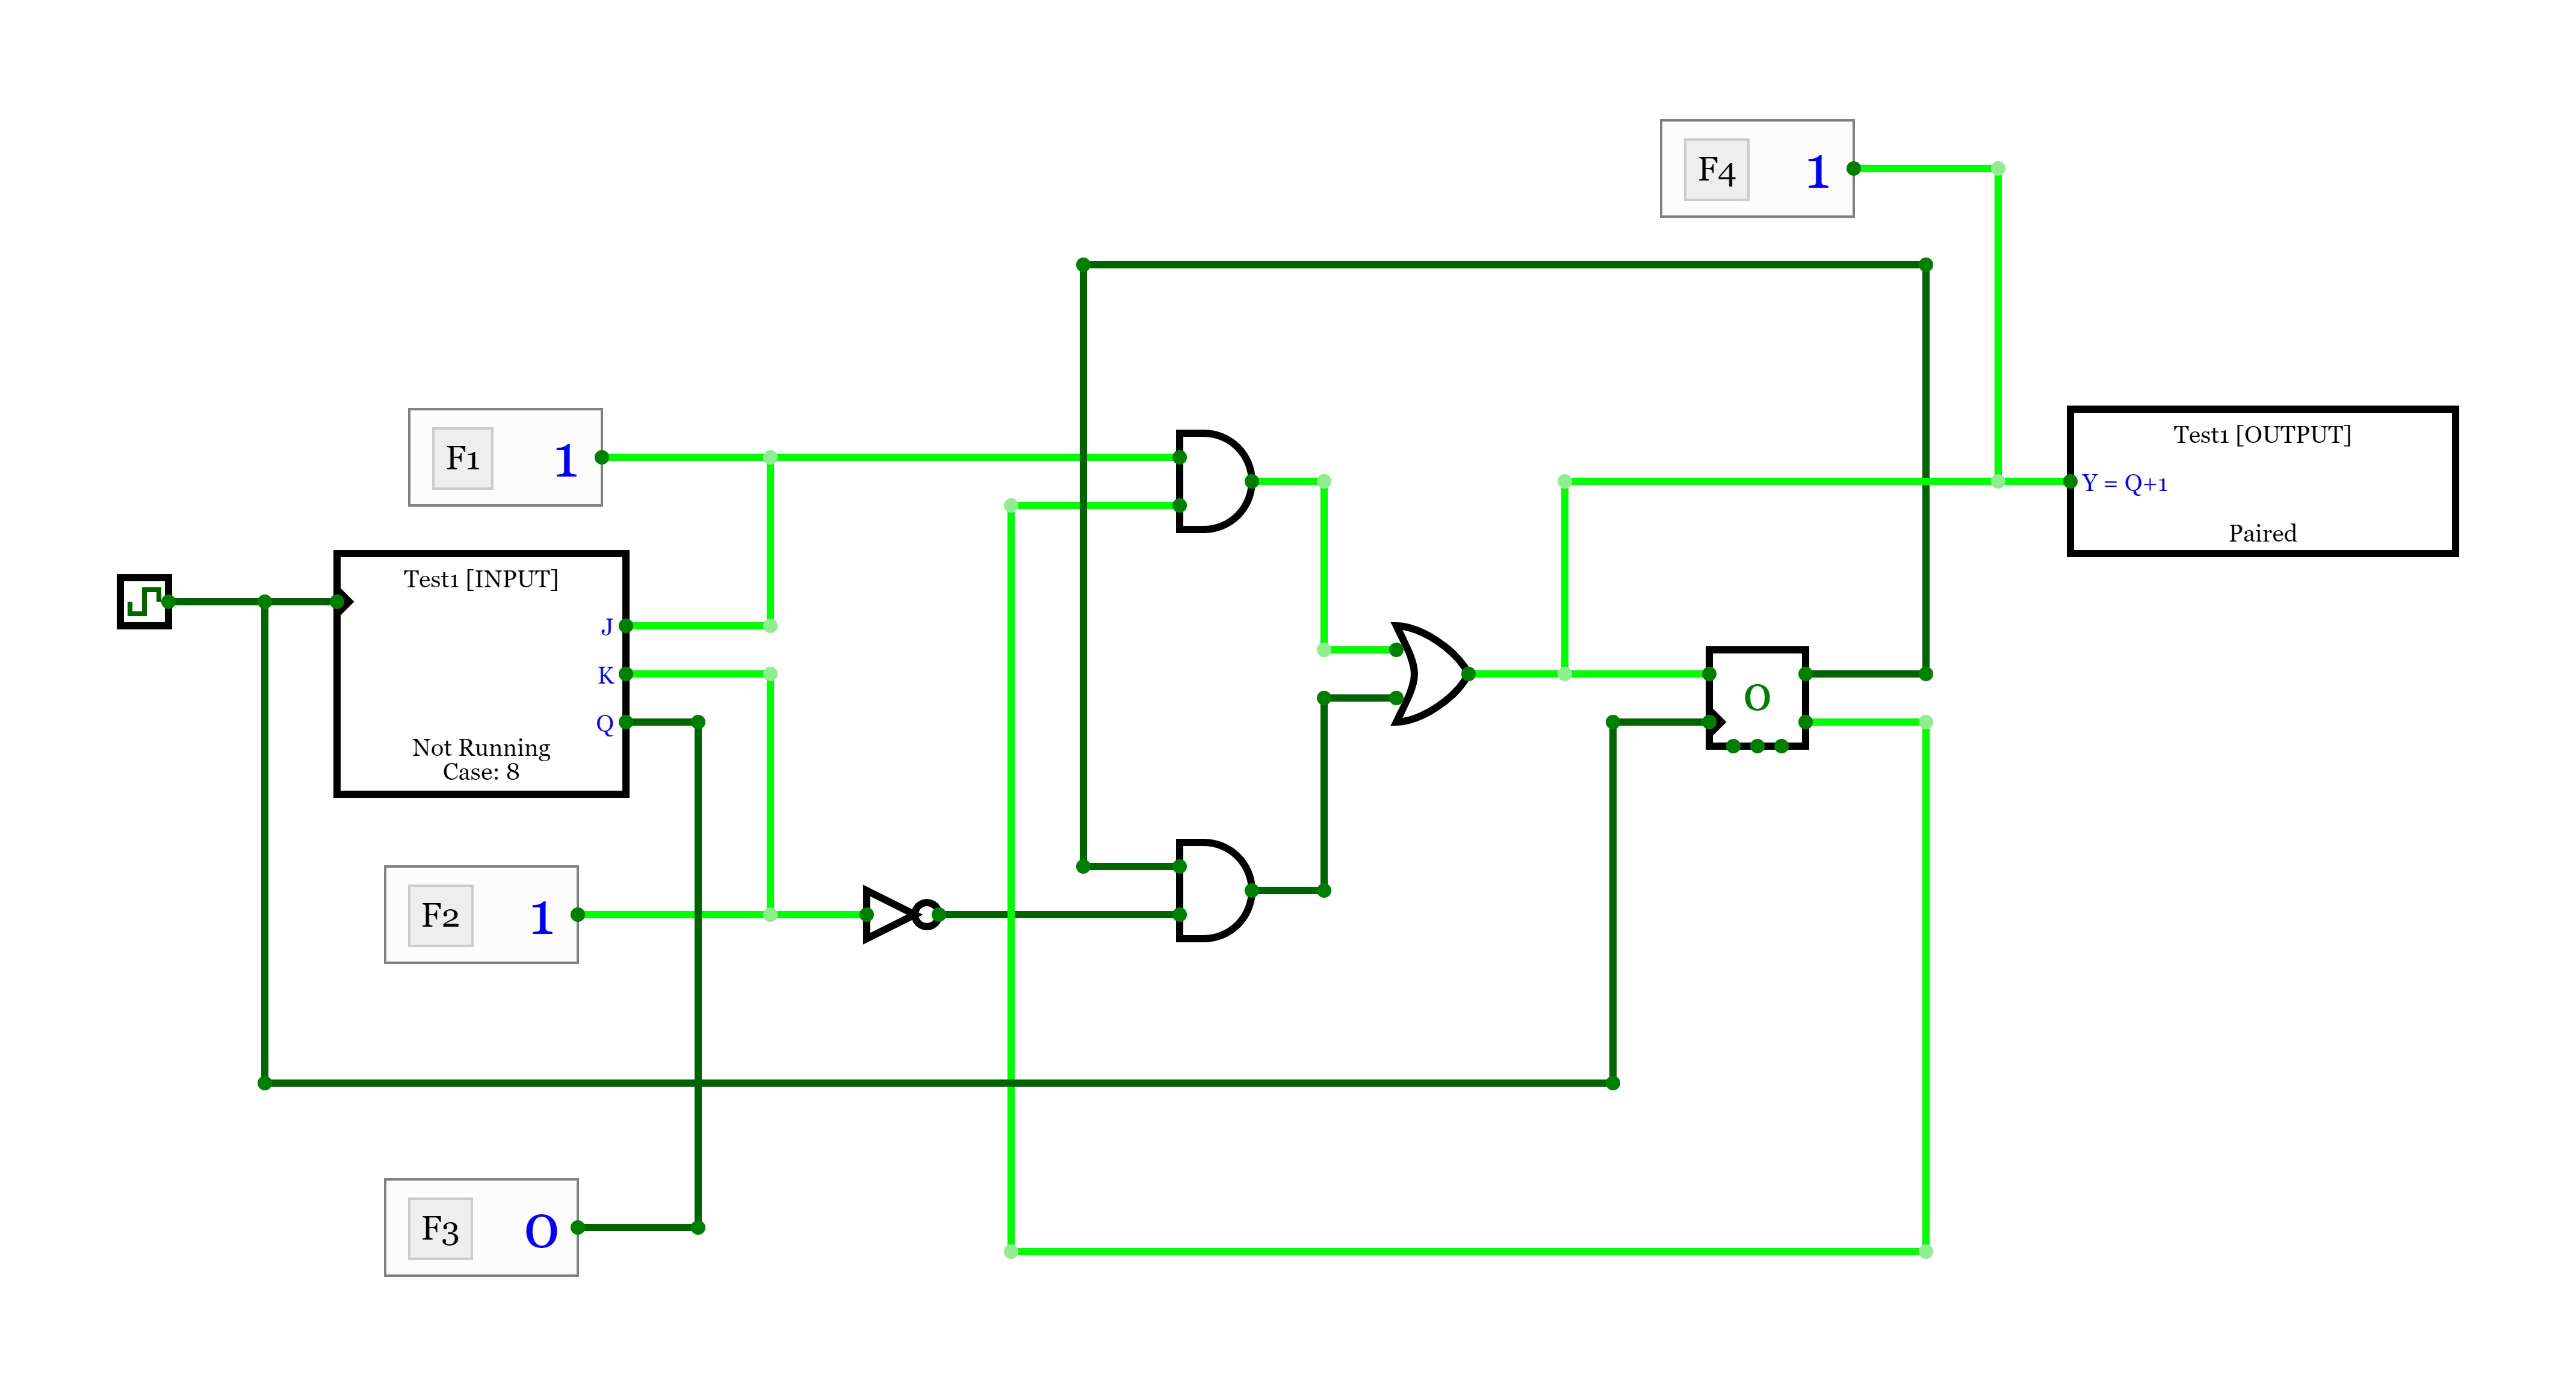 F4 1
F1 1
Test1 [OUTPUT]
Y = Q+1
Paired
Test1 [INPUT]
J
K
Q
Not Running
Case: 8
0
F2 1
F3 0